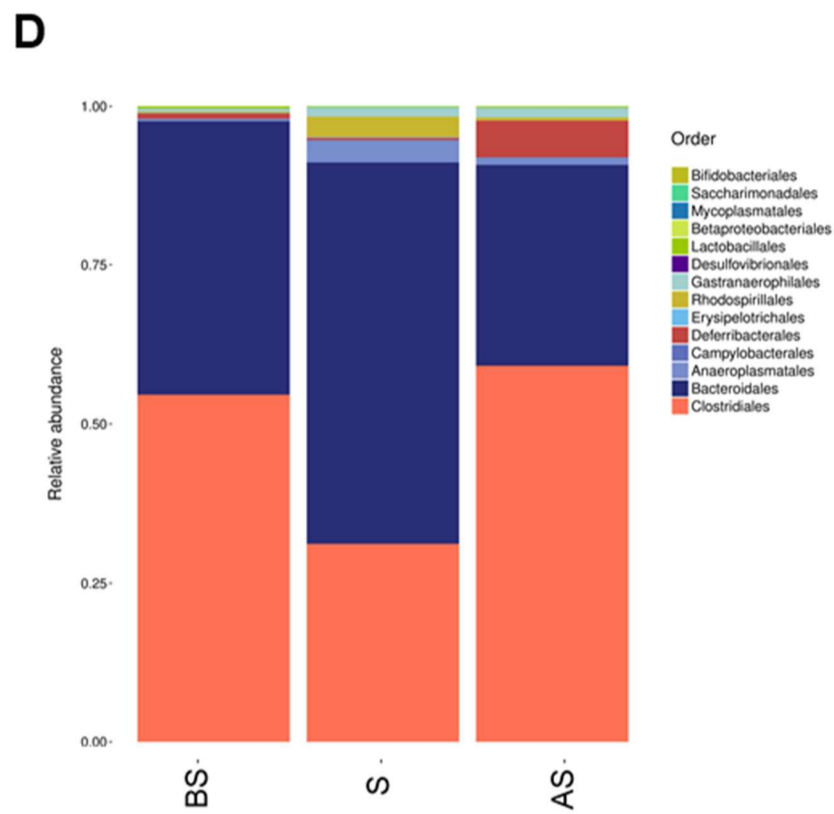 D
1.00
0.75
0.50
0.25
0.00
Relative abundance
BS
S
AS
Order
Bifidobacteriales
Saccharimonadales
Mycoplasmatales
Betaproteobacteriales
Lactobacillales
Desulfovibrionales
Gastranaerophilales
Rhodospirillales
Erysipelotrichales
Deferribacterales
Campylobacterales
Anaeroplasmatales
Bacteroidales
Clostridiales